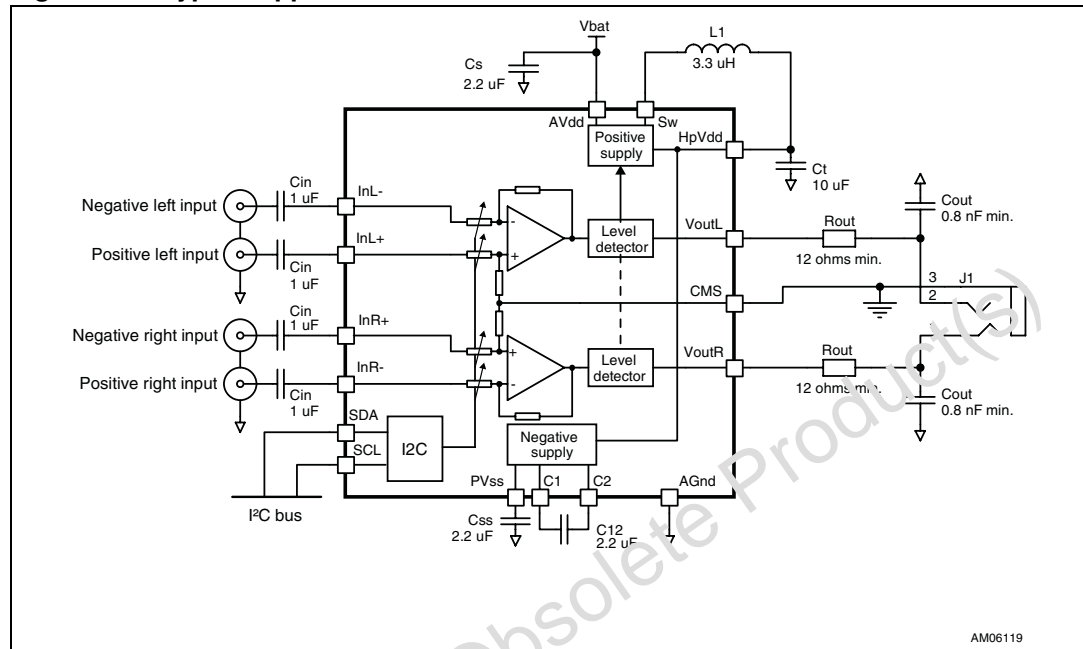 Vbat
L1
3.3 uH
Cs
2.2 uF
AVdd
Sw
Positive supply
HpVdd
Ct
10 uF
Cin
1 uF
InL-
Negative left input
Level detector
VoutL
Rout
12 ohms min.
Cout
0.8 nF min.
Positive left input
InL+
Cin
1 uF
-
+
CMS
3
J1
2
Cin
1 uF
InR+
Negative right input
+
-
Level detector
VoutR
Rout
12 ohms min.
Cout
0.8 nF min.
Positive right input
InR-
Cin
1 uF
SDA
SCL
I2C
I²C bus
Negative supply
PVss
C1
C2
AGnd
Css
2.2 uF
C12
2.2 uF
Obsolete Product(s)
AM06119